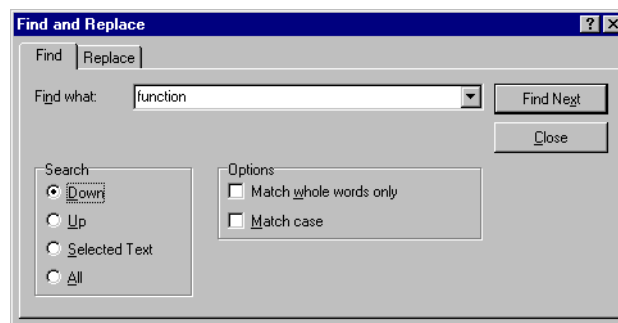 Find and Replace
Find Replace
Find what: function
Find Next
Close
Search
Down
Up
Selected Text
All
Options
Match whole words only
Match case